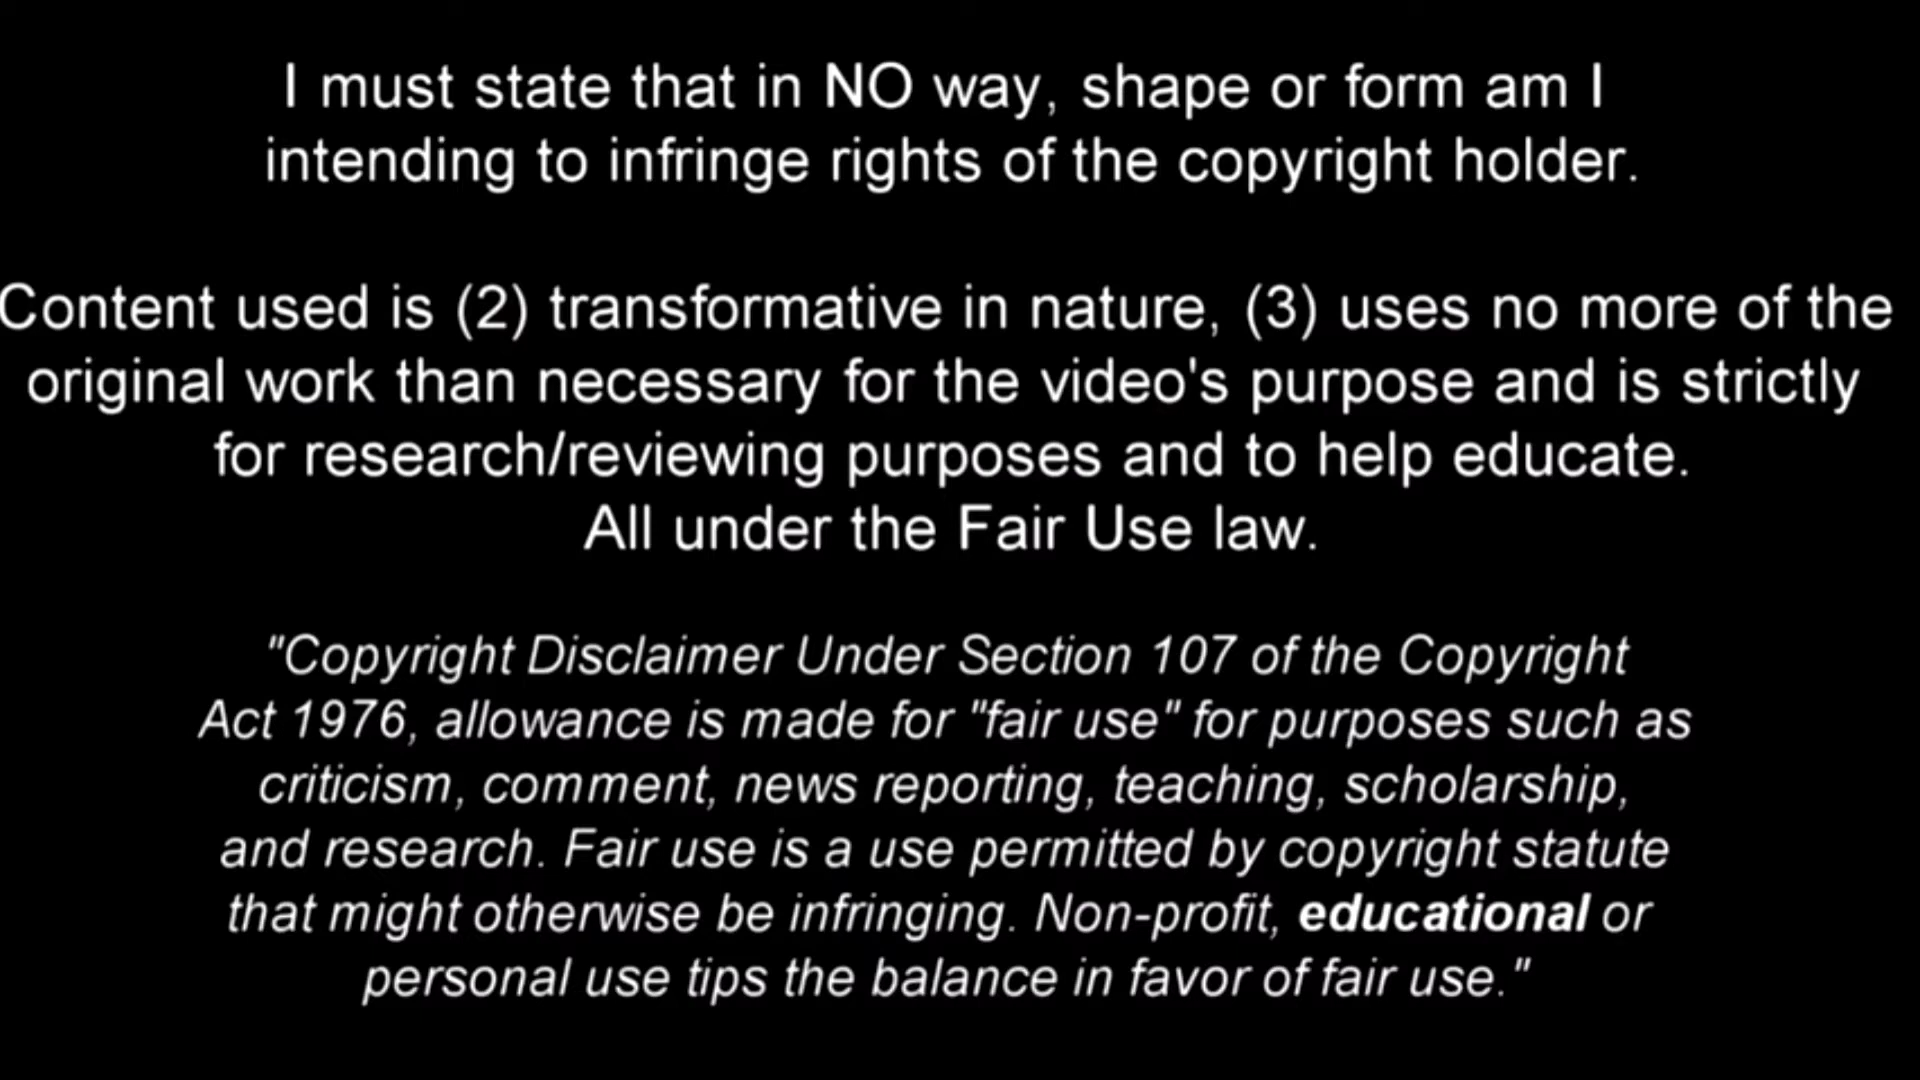 I must state that in NO way, shape or form am I
intending to infringe rights of the copyright holder.
Content used is (2) transformative in nature, (3) uses no more of the
original work than necessary for the video's purpose and is strictly
for research/reviewing purposes and to help educate.
All under the Fair Use law.
"Copyright Disclaimer Under Section 107 of the Copyright
Act 1976, allowance is made for "fair use" for purposes such as
criticism, comment, news reporting, teaching, scholarship,
and research. Fair use is a use permitted by copyright statute
that might otherwise be infringing. Non-profit, educational or
personal use tips the balance in favor of fair use."